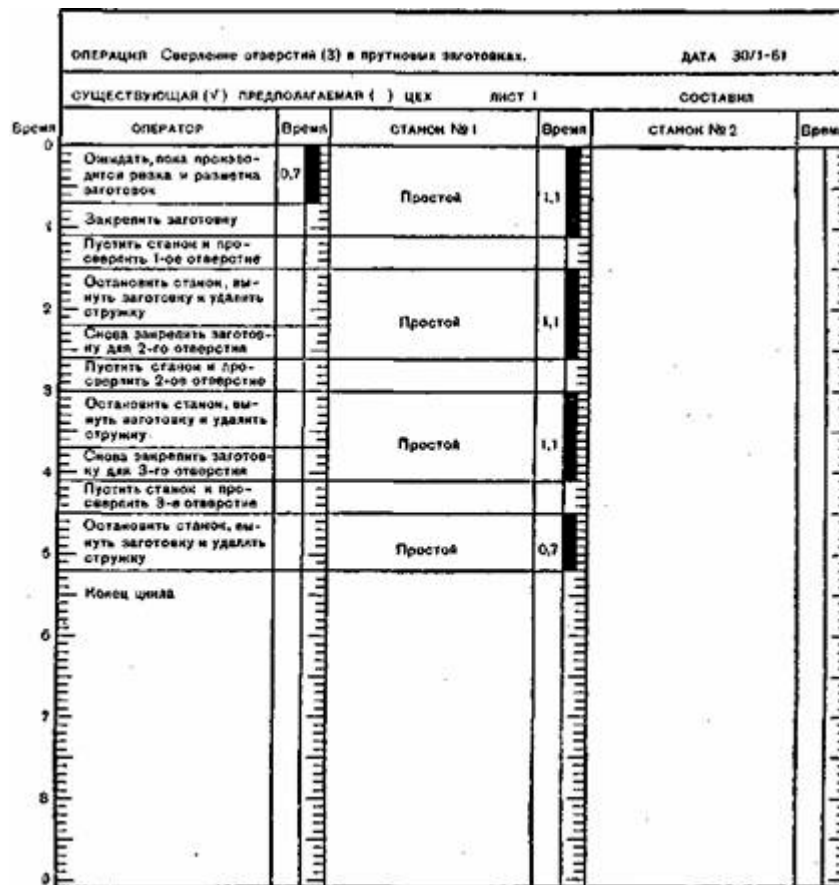 ОПЕРАЦИЯ Сверление отверстий (3) в прутковых заготовках. ДАТА 30/1-61
СУЩЕСТВУЮЩАЯ (√) ПРЕДПОЛАГАЕМАЯ ( ) ЦЕХ ЛИСТ 1 СОСТАВИЛ
Время ОПЕРАТОР Время СТАНОК № 1 Время СТАНОК № 2 Время
0
Ожидать, пока произво-
дится резка и разметка
заготовок
0,7
Простой
1,1
Закрепить заготовку
1
Пустить станок и про-
сверлить 1-ое отверстие
Остановить станок, вы-
нуть заготовку и удалить
стружку
2
Простой
1,1
Снова закрепить заготов-
ку для 2-го отверстия
Пустить станок и про-
сверлить 2-ое отверстие
3
Остановить станок, вы-
нуть заготовку и удалить
стружку
Простой
1,1
Снова закрепить заготов-
ку для 3-го отверстия
4
Пустить станок и про-
сверлить 3-е отверстие
Остановить станок, вы-
нуть заготовку и удалить
стружку
5
Простой
0,7
Конец цикла
6
7
8
9